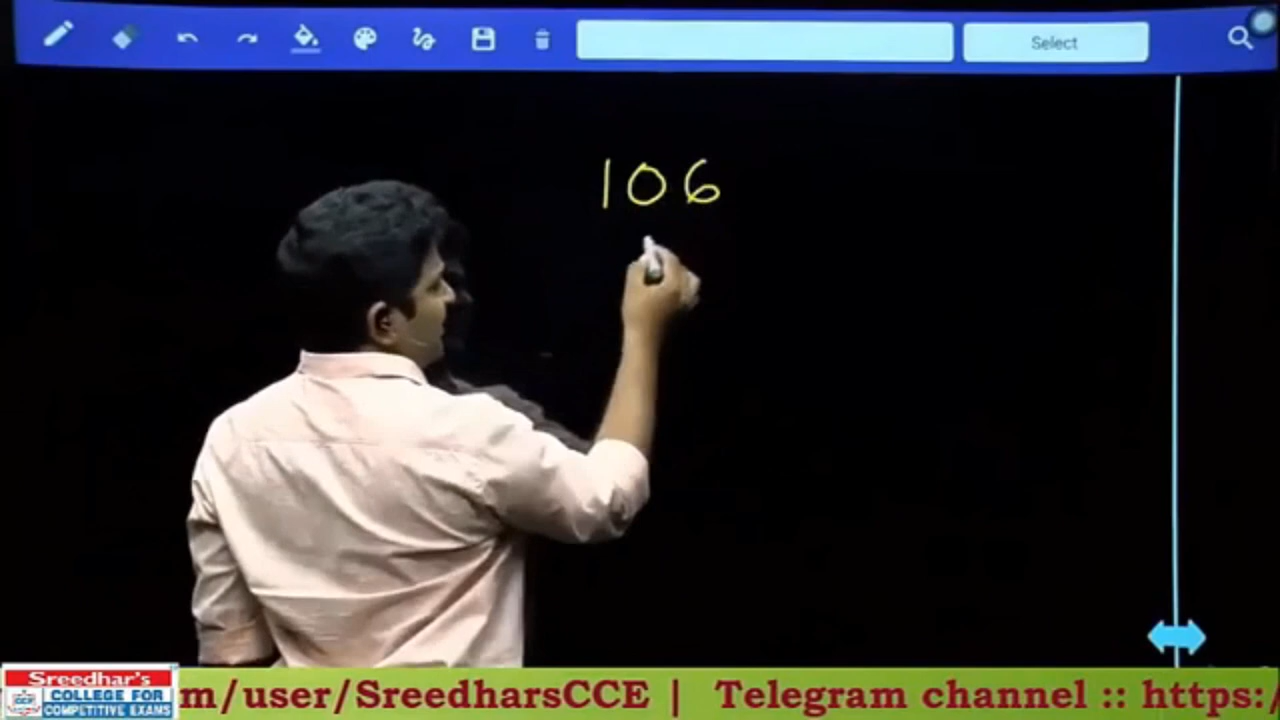 Select
106
Sreedhar's
COLLEGE FOR
COMPETITIVE EXAMS
m/user/SreedharsCCE | Telegram channel :: https:/